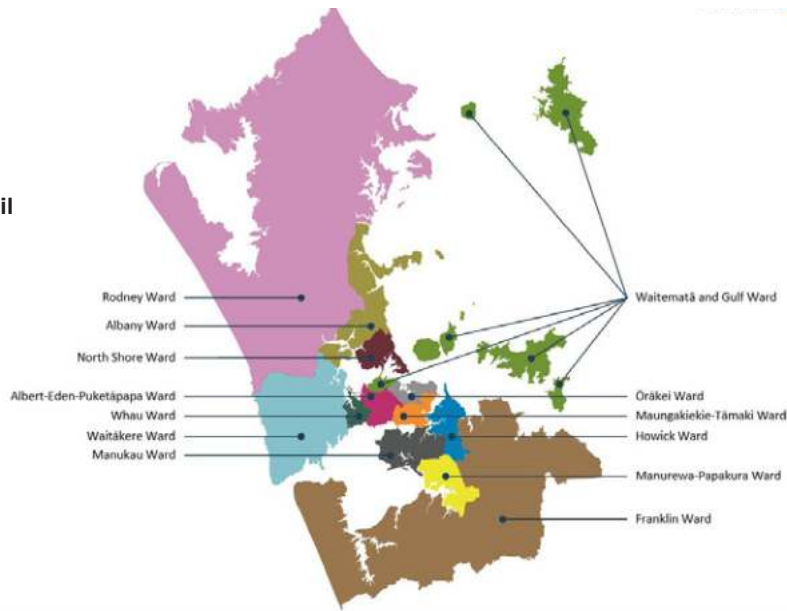 il
Rodney Ward
Albany Ward
North Shore Ward
Albert-Eden-Puketāpapa Ward
Whau Ward
Waitākere Ward
Manukau Ward
Waitematā and Gulf Ward
Ōrākei Ward
Maungakiekie-Tāmaki Ward
Howick Ward
Manurewa-Papakura Ward
Franklin Ward